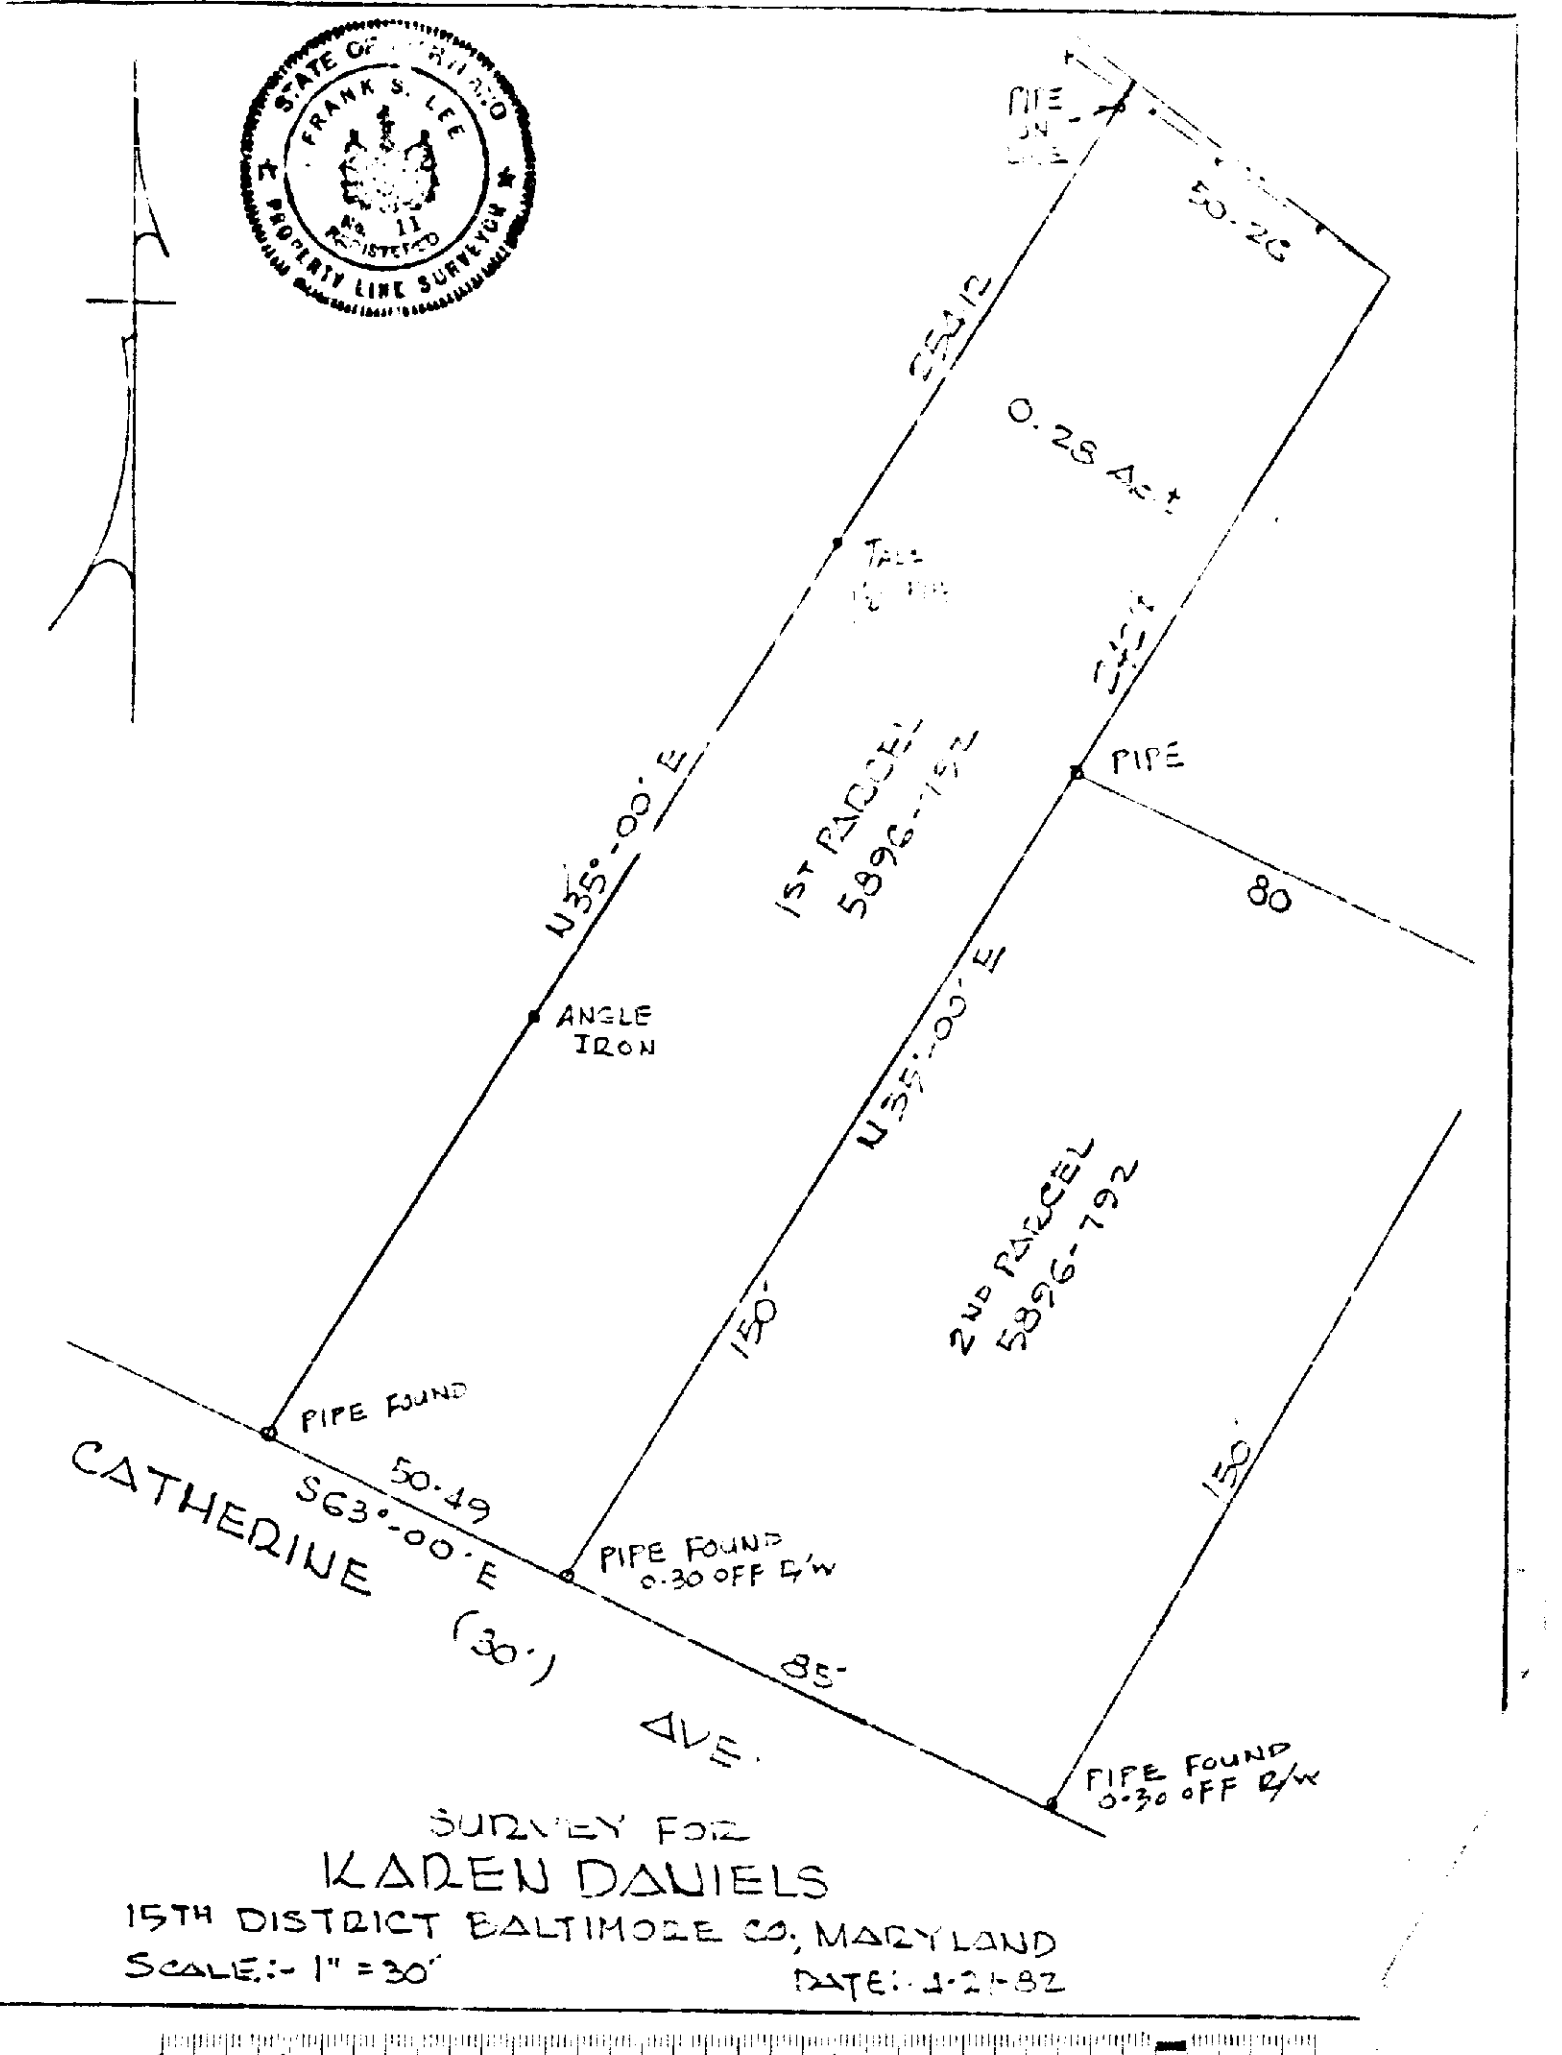 STATE OF MARYLAND
FRANK S. LEE
No. 11
REGISTERED
PROPERTY LINE SURVEYOR
PIPE
ON
LINE
50.26
0.28 Ac.±
PIPE
80
N35°-00' E
1ST PARCEL
5896-792
ANGLE
IRON
N35°-00' E
2ND PARCEL
5896-792
150'
150'
PIPE FOUND
50.49
S63°-00' E
CATHERINE
(30')
AVE.
PIPE FOUND
0.30 OFF R/W
85'
PIPE FOUND
0.30 OFF R/W
SURVEY FOR
KAREN DANIELS
15TH DISTRICT BALTIMORE CO., MARYLAND
SCALE:- 1" = 30'
DATE:-